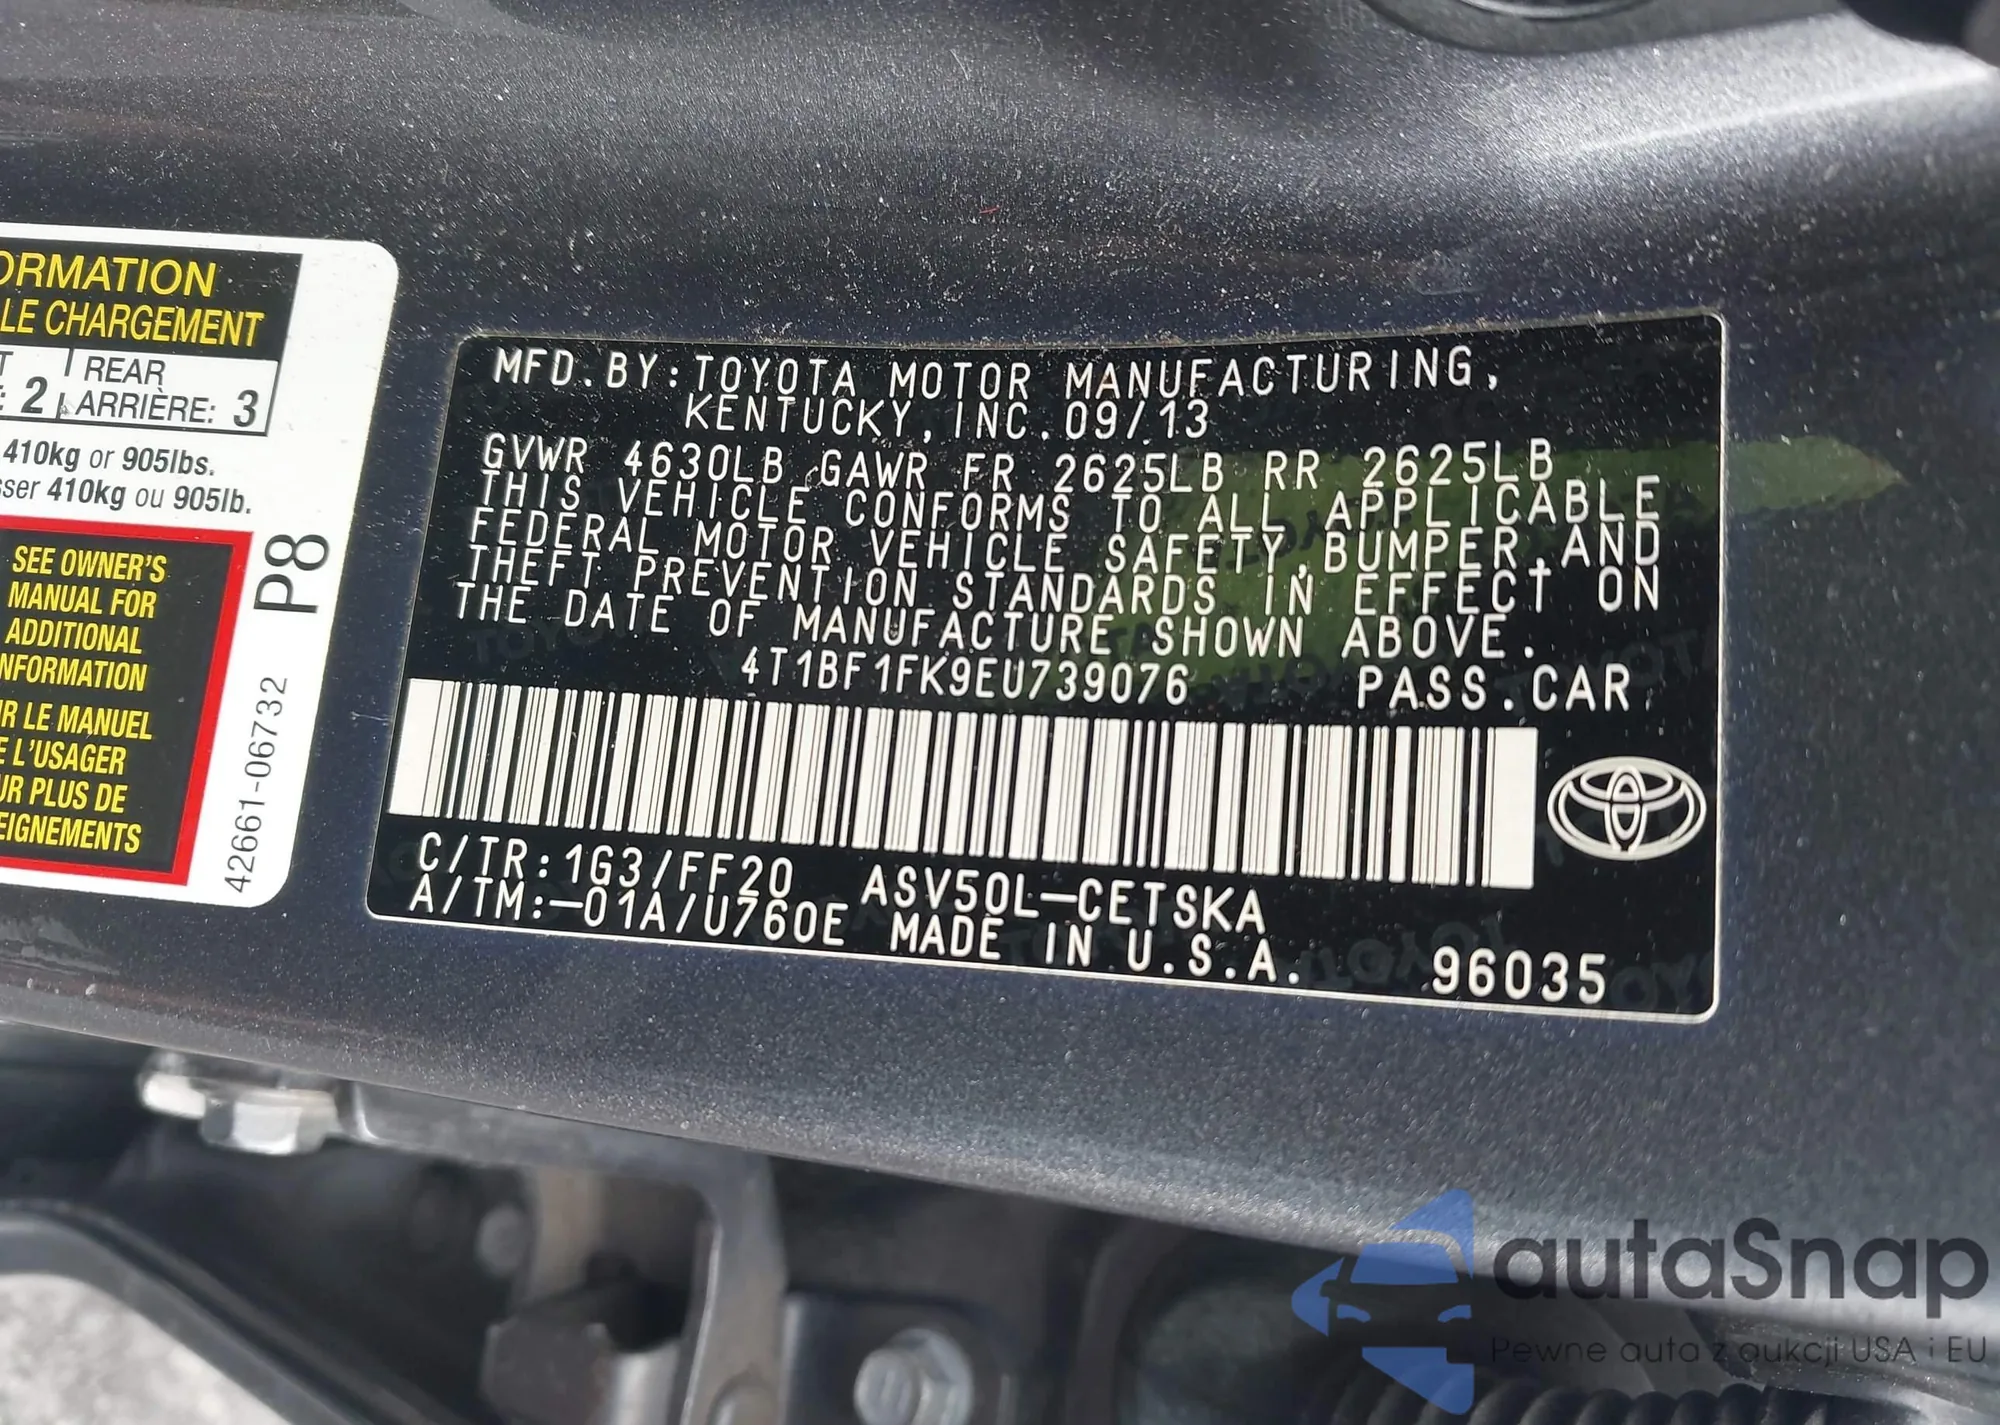 ORMATION
LE CHARGEMENT
REAR
2 ARRIÈRE: 3
410kg or 905lbs.
sser 410kg ou 905lb.
SEE OWNER'S
MANUAL FOR
ADDITIONAL
NFORMATION
R LE MANUEL
E L'USAGER
UR PLUS DE
EIGNEMENTS
P8
42661-06732
MFD.BY:TOYOTA MOTOR MANUFACTURING,
KENTUCKY,INC.09/13
GVWR 4630LB GAWR FR 2625LB RR 2625LB
THIS VEHICLE CONFORMS TO ALL APPLICABLE
FEDERAL MOTOR VEHICLE SAFETY,BUMPER,AND
THEFT PREVENTION STANDARDS IN EFFECT ON
THE DATE OF MANUFACTURE SHOWN ABOVE.
4T1BF1FK9EU739076 PASS.CAR
C/TR:1G3/FF20 ASV50L-CETSKA
A/TM:-01A/U760E MADE IN U.S.A. 96035
autaSnap
Pewne auta z aukcji USA i EU